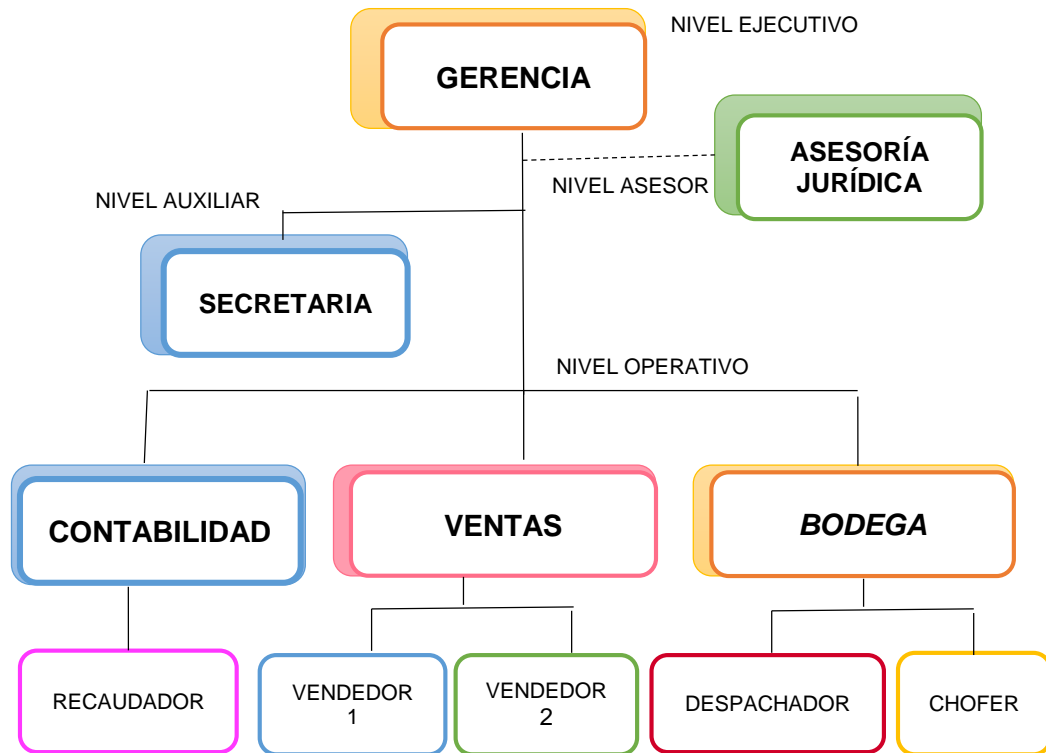 NIVEL EJECUTIVO
GERENCIA
ASESORÍA
JURÍDICA
NIVEL ASESOR
NIVEL AUXILIAR
SECRETARIA
NIVEL OPERATIVO
CONTABILIDAD
VENTAS
BODEGA
RECAUDADOR
VENDEDOR
1
VENDEDOR
2
DESPACHADOR
CHOFER